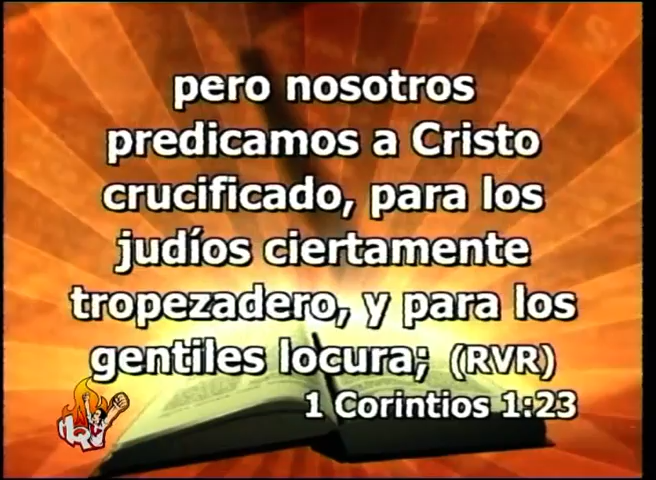 pero nosotros
predicamos a Cristo
crucificado, para los
judíos ciertamente
tropezadero, y para los
gentiles locura; (RVR)
1 Corintios 1:23